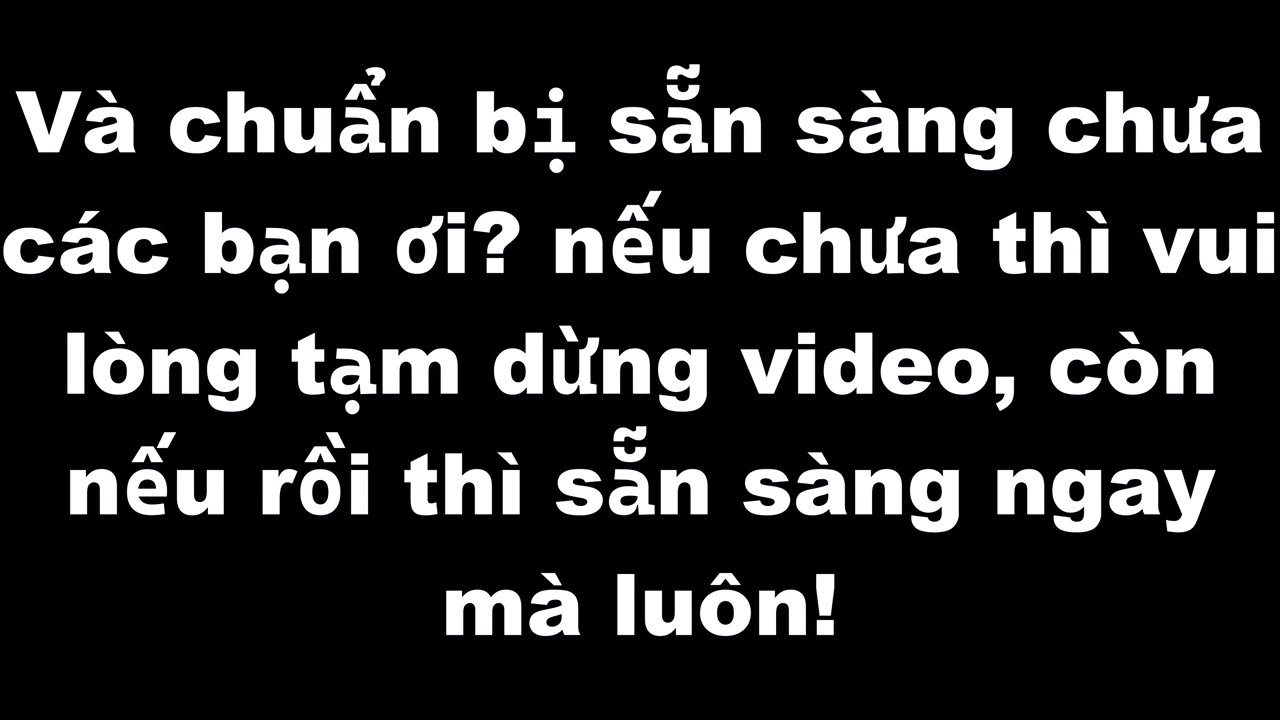 Và chuẩn bị sẵn sàng chưa
các bạn ơi? nếu chưa thì vui
lòng tạm dừng video, còn
nếu rồi thì sẵn sàng ngay
mà luôn!